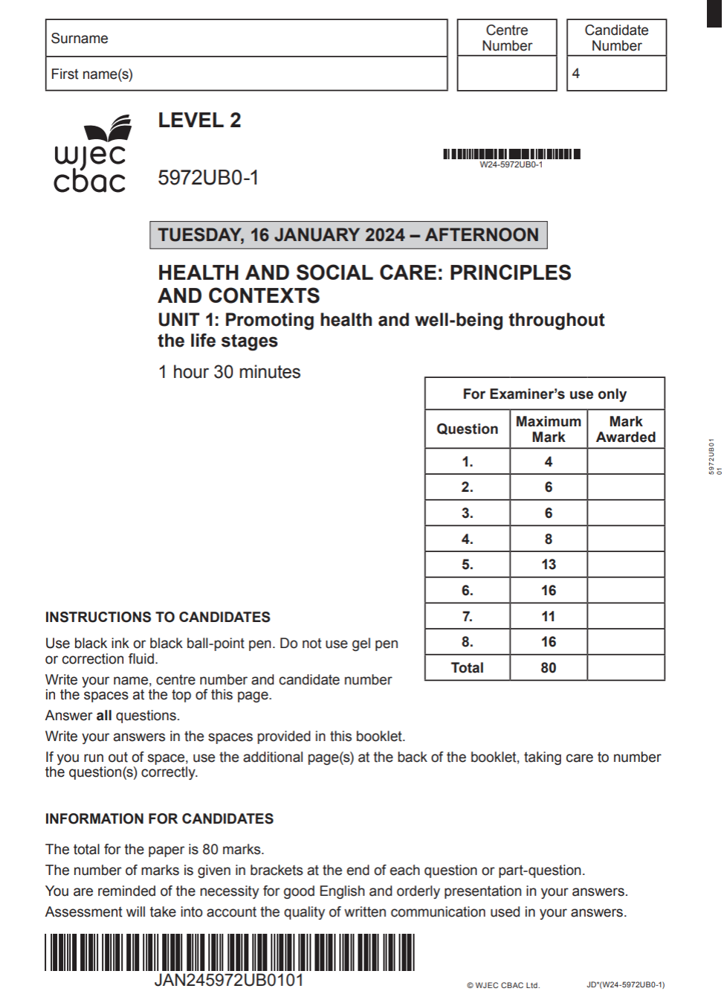 Surname
First name(s)
Centre
Number
Candidate
Number
4
wjec
cbac
LEVEL 2
5972UB0-1
W24-5972UB0-1
TUESDAY, 16 JANUARY 2024 – AFTERNOON
HEALTH AND SOCIAL CARE: PRINCIPLES
AND CONTEXTS
UNIT 1: Promoting health and well-being throughout
the life stages
1 hour 30 minutes
For Examiner’s use only
Question Maximum Mark Mark Awarded
1. 4
2. 6
3. 6
4. 8
5. 13
6. 16
7. 11
8. 16
Total 80
5972UB01
01
INSTRUCTIONS TO CANDIDATES
Use black ink or black ball-point pen. Do not use gel pen
or correction fluid.
Write your name, centre number and candidate number
in the spaces at the top of this page.
Answer all questions.
Write your answers in the spaces provided in this booklet.
If you run out of space, use the additional page(s) at the back of the booklet, taking care to number
the question(s) correctly.
INFORMATION FOR CANDIDATES
The total for the paper is 80 marks.
The number of marks is given in brackets at the end of each question or part-question.
You are reminded of the necessity for good English and orderly presentation in your answers.
Assessment will take into account the quality of written communication used in your answers.
JAN245972UB0101
© WJEC CBAC Ltd.
JD*(W24-5972UB0-1)